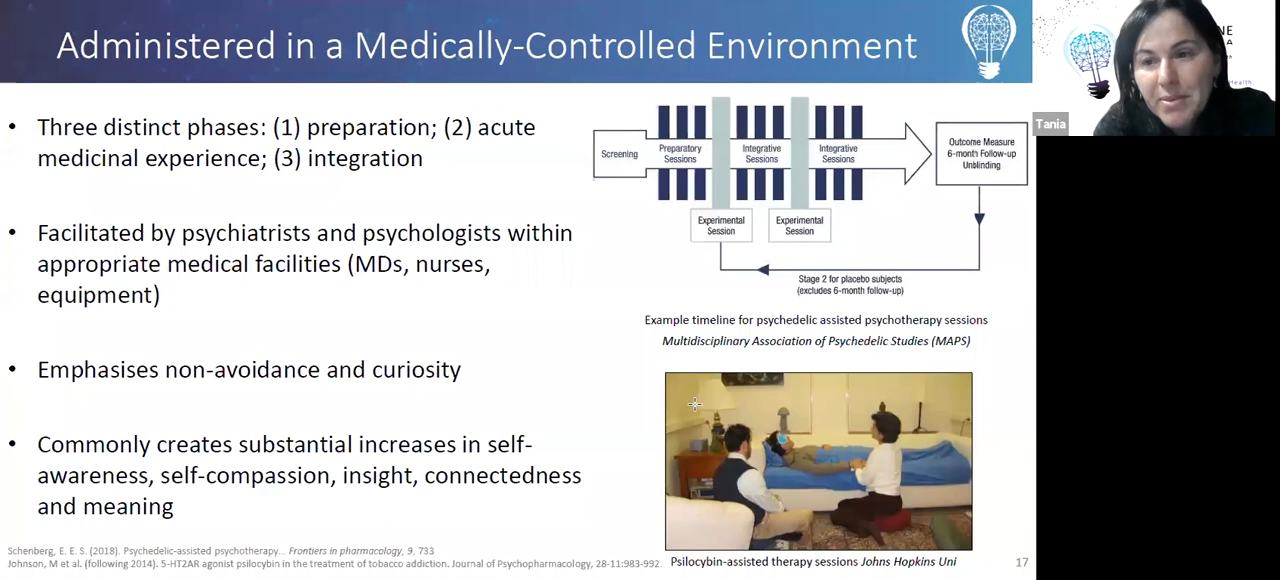 Administered in a Medically-Controlled Environment
• Three distinct phases: (1) preparation; (2) acute
medicinal experience; (3) integration
• Facilitated by psychiatrists and psychologists within
appropriate medical facilities (MDs, nurses,
equipment)
• Emphasises non-avoidance and curiosity
• Commonly creates substantial increases in self-
awareness, self-compassion, insight, connectedness
and meaning
Schenberg, E. E. S. (2018). Psychedelic-assisted psychotherapy... Frontiers in pharmacology, 9, 733
Johnson, M et al. (following 2014). 5-HT2AR agonist psilocybin in the treatment of tobacco addiction. Journal of Psychopharmacology, 28-11:983-992.
Screening
Preparatory
Sessions
Integrative
Sessions
Integrative
Sessions
Outcome Measure
6-month Follow-up
Unblinding
Experimental
Session
Experimental
Session
Stage 2 for placebo subjects
(excludes 6-month follow-up)
Example timeline for psychedelic assisted psychotherapy sessions
Multidisciplinary Association of Psychedelic Studies (MAPS)
Psilocybin-assisted therapy sessions Johns Hopkins Uni
17
Tania